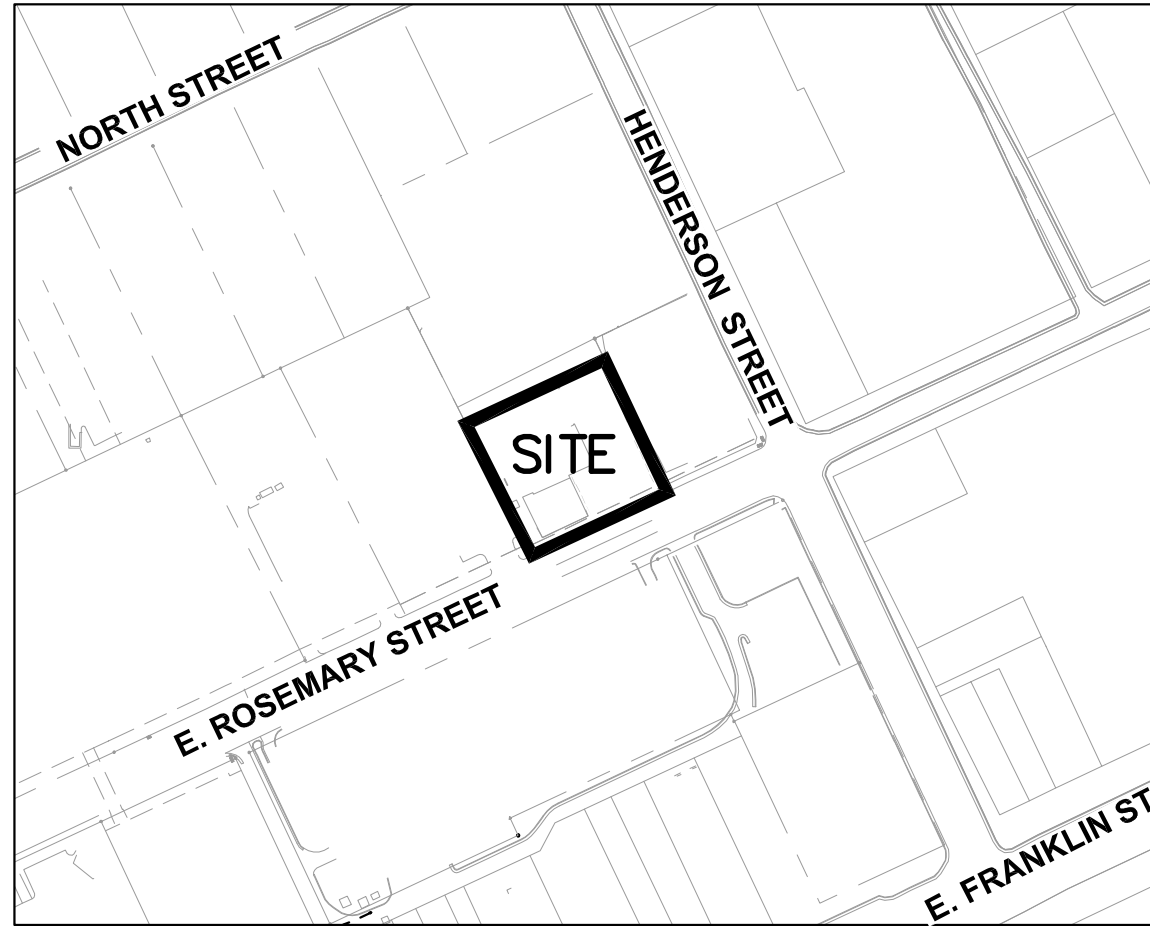 NORTH STREET
HENDERSON STREET
SITE
E. ROSEMARY STREET
E. FRANKLIN ST